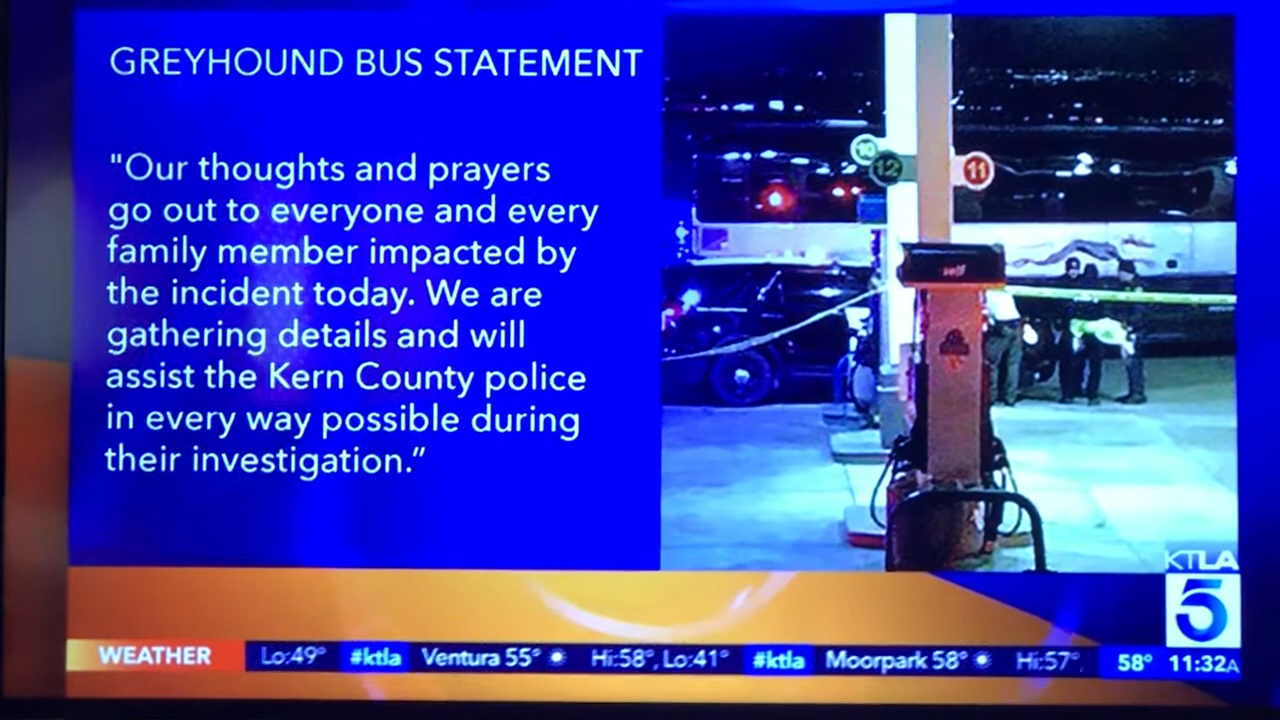 GREYHOUND BUS STATEMENT
"Our thoughts and prayers
go out to everyone and every
family member impacted by
the incident today. We are
gathering details and will
assist the Kern County police
in every way possible during
their investigation.”
10
12
11
self
KTLA
5
WEATHER Lo:49° #ktla Ventura 55° Hi:58°, Lo:41° #ktla Moorpark 58° Hi:57°, 58° 11:32A